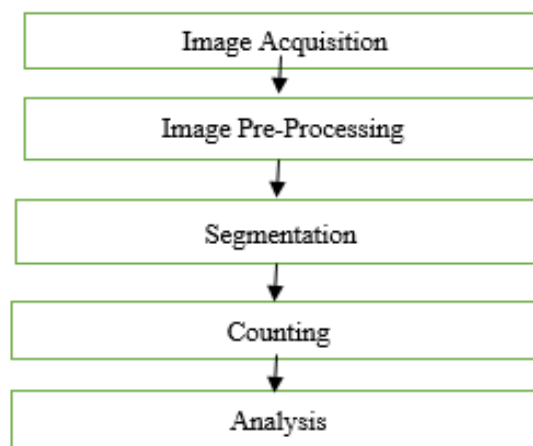 Image Acquisition
Image Pre-Processing
Segmentation
Counting
Analysis